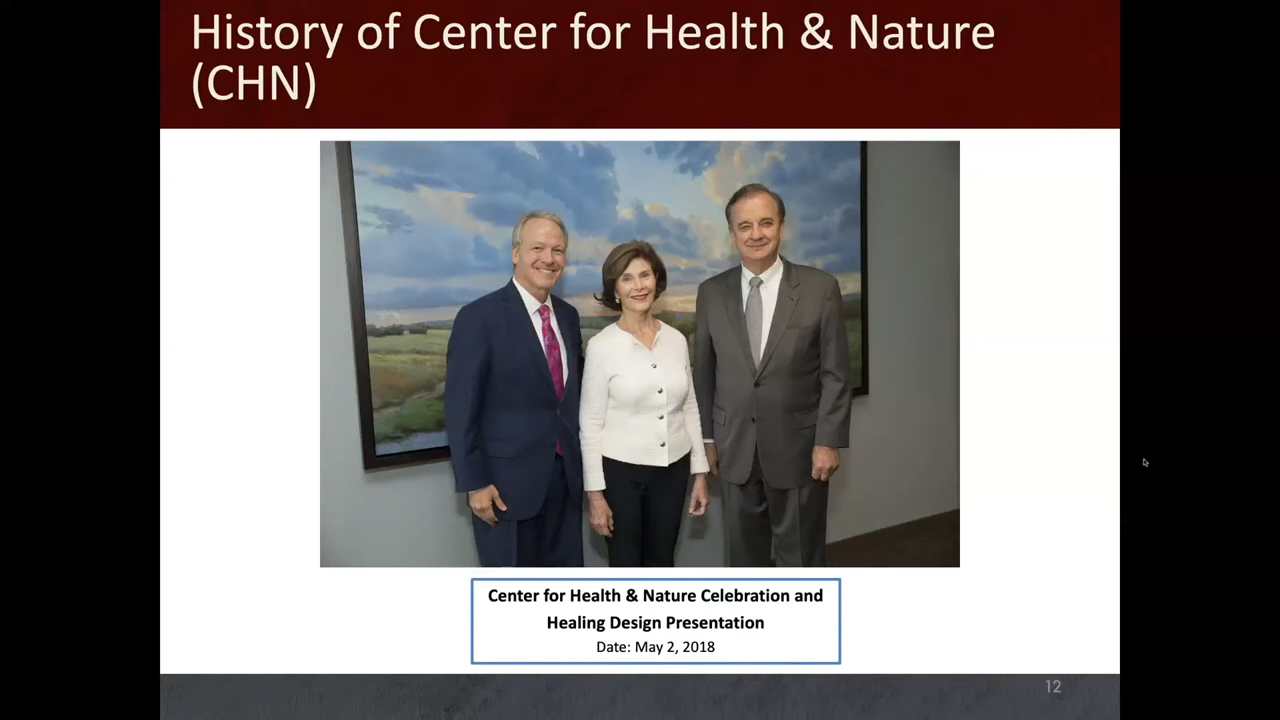 History of Center for Health & Nature
(CHN)
Center for Health & Nature Celebration and
Healing Design Presentation
Date: May 2, 2018
12